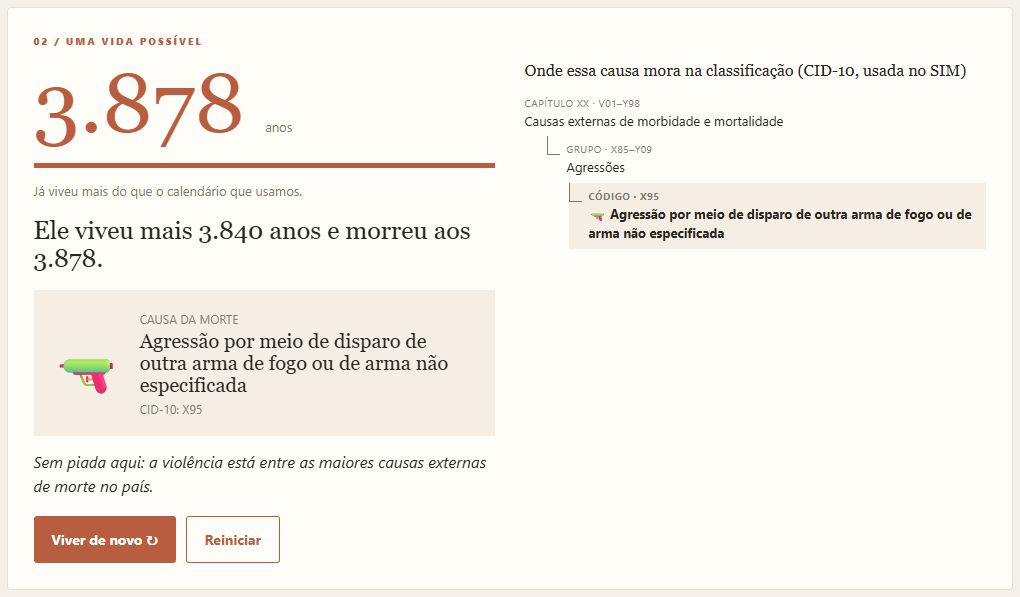 02 / UMA VIDA POSSÍVEL
3.878 anos
Já viveu mais do que o calendário que usamos.
Ele viveu mais 3.840 anos e morreu aos
3.878.
CAUSA DA MORTE
Agressão por meio de disparo de
outra arma de fogo ou de arma não
especificada
CID-10: X95
Sem piada aqui: a violência está entre as maiores causas externas
de morte no país.
Viver de novo ↻
Reiniciar
Onde essa causa mora na classificação (CID-10, usada no SIM)
CAPÍTULO XX · V01–Y98
Causas externas de morbidade e mortalidade
GRUPO · X85–Y09
Agressões
CÓDIGO · X95
Agressão por meio de disparo de outra arma de fogo ou de
arma não especificada